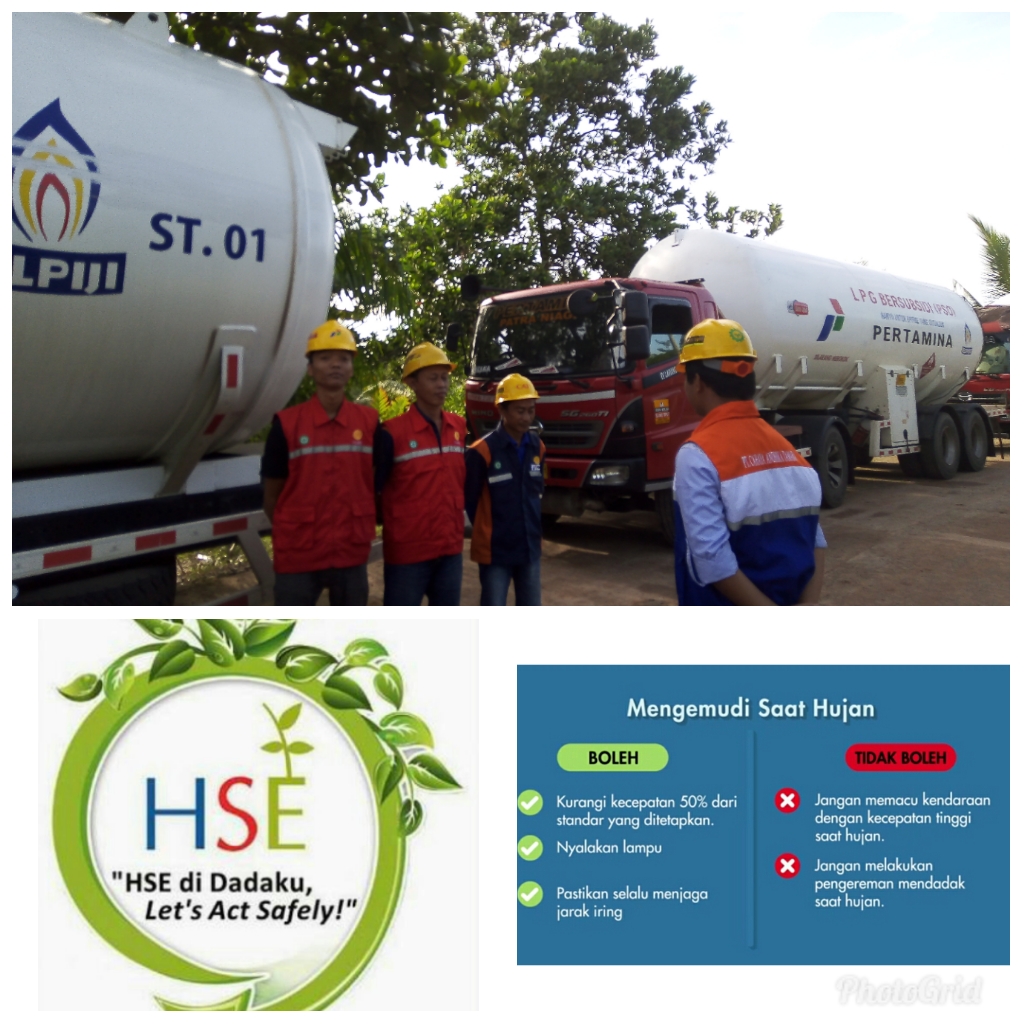 LPIJI
ST. 01
PATRA NIAGA
LPG BERSUBSIDI (PSO)
PERTAMINA
HSE
"HSE di Dadaku,
Let's Act Safely!"
Mengemudi Saat Hujan
BOLEH
Kurangi kecepatan 50% dari
standar yang ditetapkan.
Nyalakan lampu
Pastikan selalu menjaga
jarak iring
TIDAK BOLEH
Jangan memacu kendaraan
dengan kecepatan tinggi
saat hujan.
Jangan melakukan
pengereman mendadak
saat hujan.
PhotoGrid